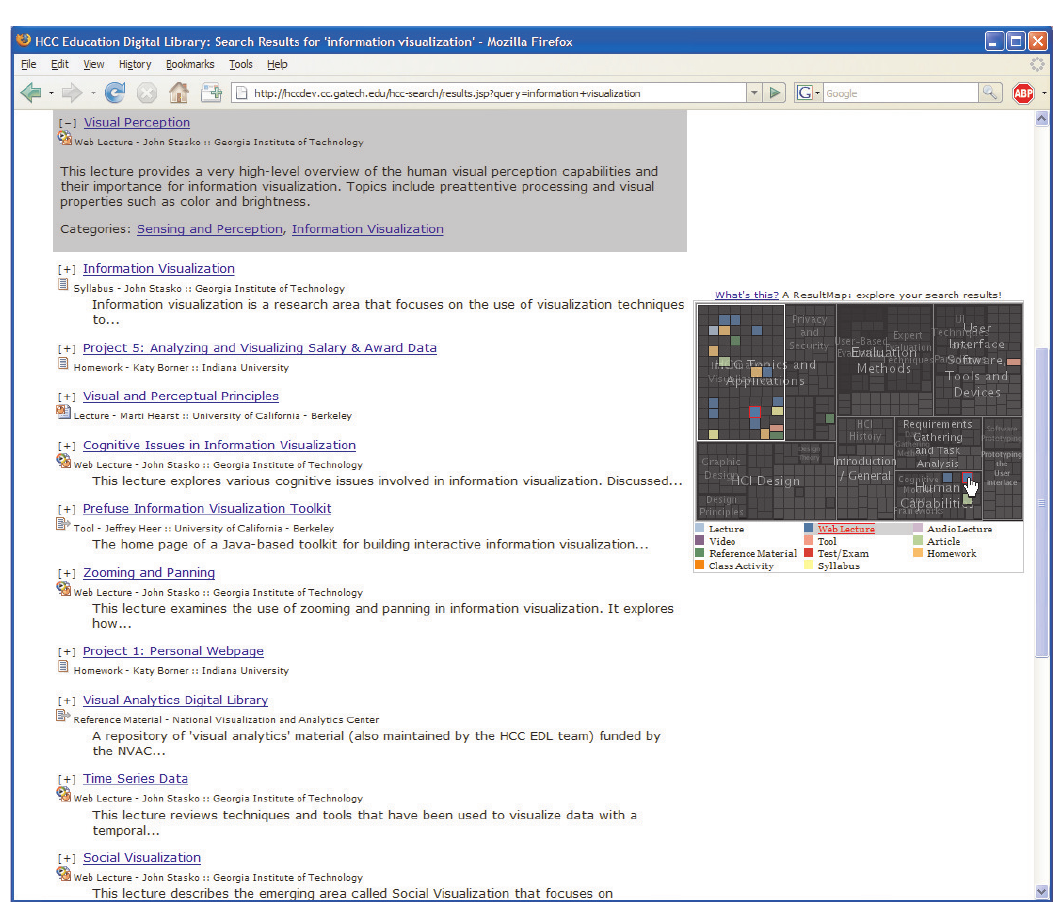 HCC Education Digital Library: Search Results for 'information visualization' - Mozilla Firefox
File Edit View History Bookmarks Tools Help
http://hccdev.cc.gatech.edu/hcc-search/results.jsp?query=information+visualization
G Google
ABP
[-] Visual Perception
Web Lecture - John Stasko :: Georgia Institute of Technology
This lecture provides a very high-level overview of the human visual perception capabilities and
their importance for information visualization. Topics include preattentive processing and visual
properties such as color and brightness.
Categories: Sensing and Perception, Information Visualization
[+] Information Visualization
Syllabus - John Stasko :: Georgia Institute of Technology
Information visualization is a research area that focuses on the use of visualization techniques
to...
[+] Project 5: Analyzing and Visualizing Salary & Award Data
Homework - Katy Borner :: Indiana University
[+] Visual and Perceptual Principles
Lecture - Marti Hearst :: University of California - Berkeley
[+] Cognitive Issues in Information Visualization
Web Lecture - John Stasko :: Georgia Institute of Technology
This lecture explores various cognitive issues involved in information visualization. Discussed...
[+] Prefuse Information Visualization Toolkit
Tool - Jeffrey Heer :: University of California - Berkeley
The home page of a Java-based toolkit for building interactive information visualization...
[+] Zooming and Panning
Web Lecture - John Stasko :: Georgia Institute of Technology
This lecture examines the use of zooming and panning in information visualization. It explores
how...
[+] Project 1: Personal Webpage
Homework - Katy Borner :: Indiana University
[+] Visual Analytics Digital Library
Reference Material - National Visualization and Analytics Center
A repository of 'visual analytics' material (also maintained by the HCC EDL team) funded by
the NVAC...
[+] Time Series Data
Web Lecture - John Stasko :: Georgia Institute of Technology
This lecture reviews techniques and tools that have been used to visualize data with a
temporal...
[+] Social Visualization
Web Lecture - John Stasko :: Georgia Institute of Technology
This lecture describes the emerging area called Social Visualization that focuses on
What's this? A ResultMap: explore your search results!
Privacy
and
Security
HCC Topics and
Applications
User-Based
Expert
Evaluation
Evaluation
Methods
Techniques
UI
User
Interface
Software,
Tools and
Devices
HCI
History
Introduction
/ General
Requirements
Gathering
and Task
Analysis
Software
Prototyping
Prototyping
the
User
Interface
Graphic
Design
Design
Theory
HCI Design
Design
Principles
Cognitive
Human
Capabilities
Frameworks
Lecture Web Lecture Audio Lecture
Video Tool Article
Reference Material Test/Exam Homework
Class Activity Syllabus